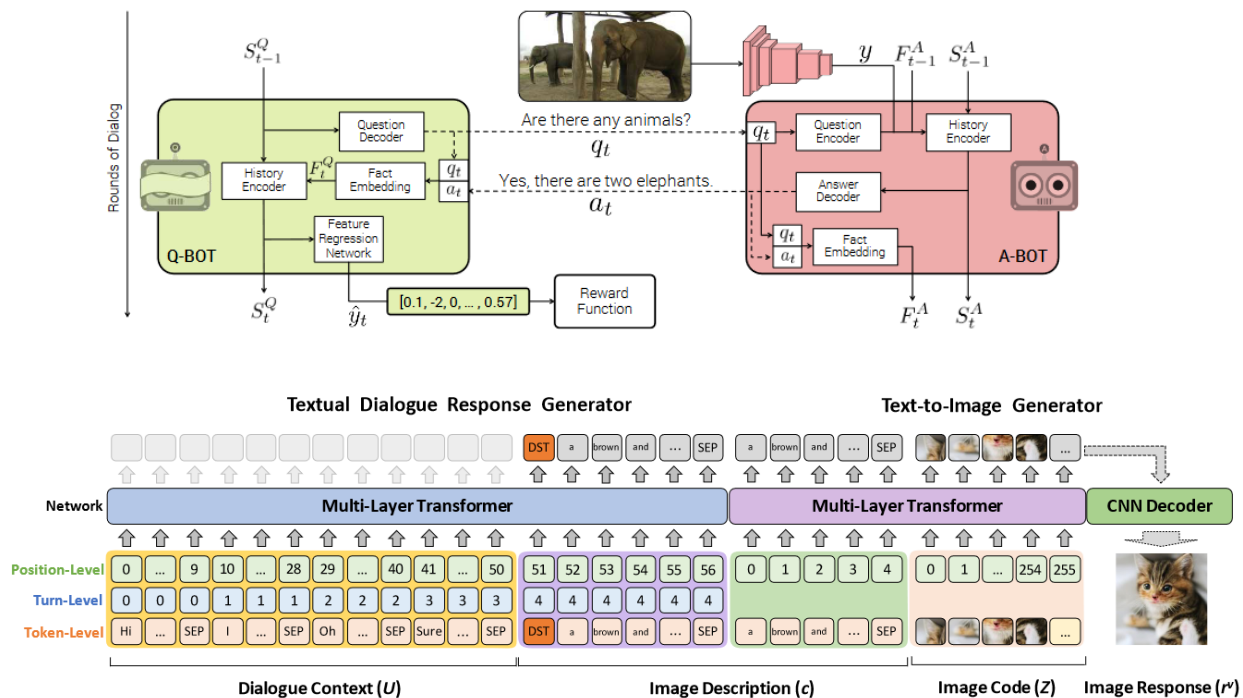 Rounds of Dialog
S^Q_{t-1}
Question Decoder
History Encoder
F^Q_t
Fact Embedding
q_t
a_t
Feature Regression Network
Q-BOT
S^Q_t
ŷ_t
[0.1, -2, 0, ... , 0.57]
Reward Function
Are there any animals?
q_t
Yes, there are two elephants.
a_t
y
F^A_{t-1}
S^A_{t-1}
q_t
Question Encoder
History Encoder
Answer Decoder
q_t
a_t
Fact Embedding
A-BOT
F^A_t
S^A_t
Textual Dialogue Response Generator
Text-to-Image Generator
DST a brown and ... SEP a brown and ... SEP ...
Network Multi-Layer Transformer Multi-Layer Transformer CNN Decoder
Position-Level 0 ... 9 10 ... 28 29 ... 40 41 ... 50 51 52 53 54 55 56 0 1 2 3 4 0 1 ... 254 255
Turn-Level 0 0 0 1 1 1 2 2 2 3 3 3 4 4 4 4 4 4
Token-Level Hi ... SEP I ... SEP Oh ... SEP Sure ... SEP DST a brown and ... SEP a brown and ... SEP ...
Dialogue Context (U) Image Description (c) Image Code (Z) Image Response (r^v)